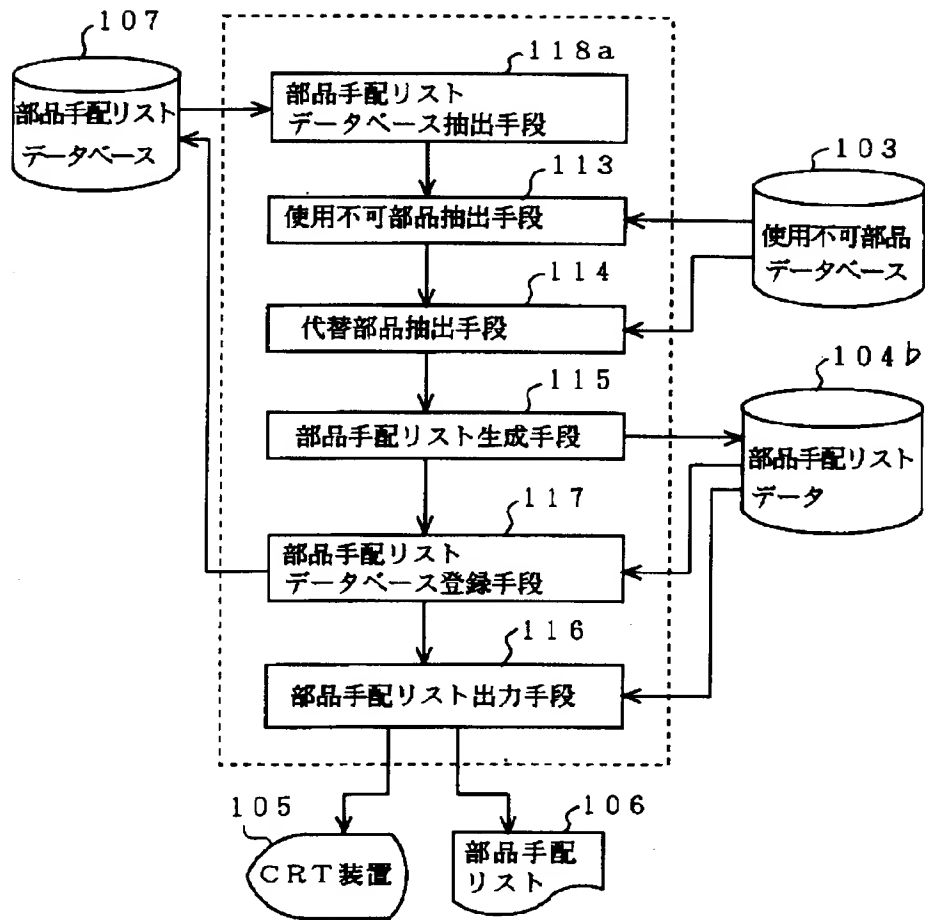 107
部品手配リスト
データベース
118a
部品手配リスト
データベース抽出手段
113
使用不可部品抽出手段
103
使用不可部品
データベース
114
代替部品抽出手段
115
部品手配リスト生成手段
104b
部品手配リスト
データ
117
部品手配リスト
データベース登録手段
116
部品手配リスト出力手段
105
CRT装置
106
部品手配
リスト